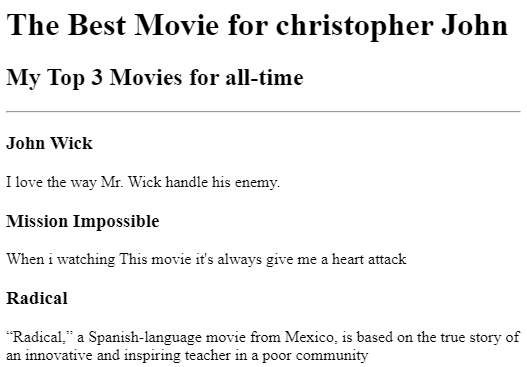 The Best Movie for christopher John
My Top 3 Movies for all-time
John Wick
I love the way Mr. Wick handle his enemy.
Mission Impossible
When i watching This movie it's always give me a heart attack
Radical
“Radical,” a Spanish-language movie from Mexico, is based on the true story of
an innovative and inspiring teacher in a poor community